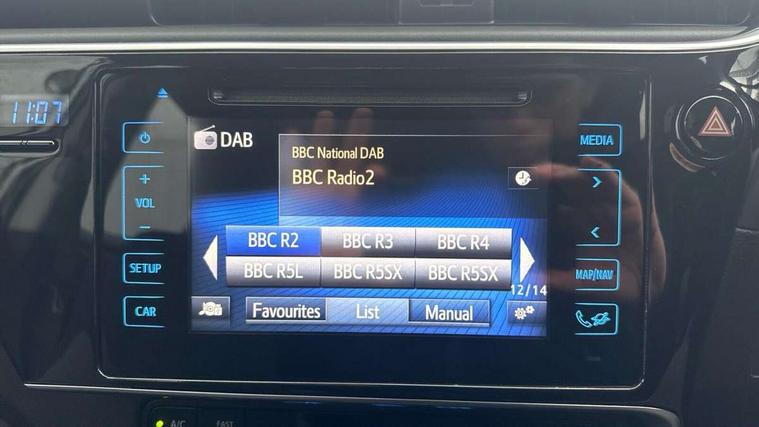 11:07
DAB
BBC National DAB
BBC Radio2
MEDIA
+
VOL
-
BBC R2 BBC R3 BBC R4
BBC R5L BBC R5SX BBC R5SX
SETUP
MAP/NAV
12/14
CAR
Favourites List Manual
A/C FAST